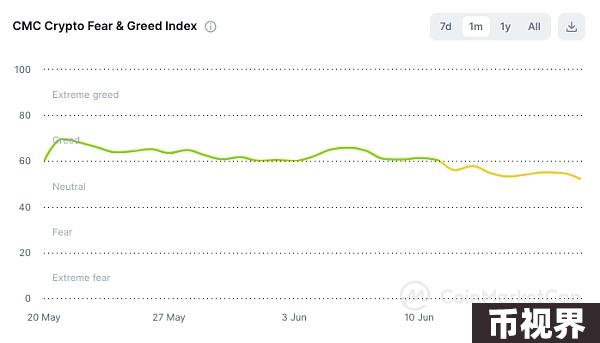 CMC Crypto Fear & Greed Index
7d 1m 1y All
100
Extreme greed
80
Greed
60
Neutral
40
Fear
20
Extreme fear
0
CoinMarketCap
20 May 27 May 3 Jun 10 Jun
币视界